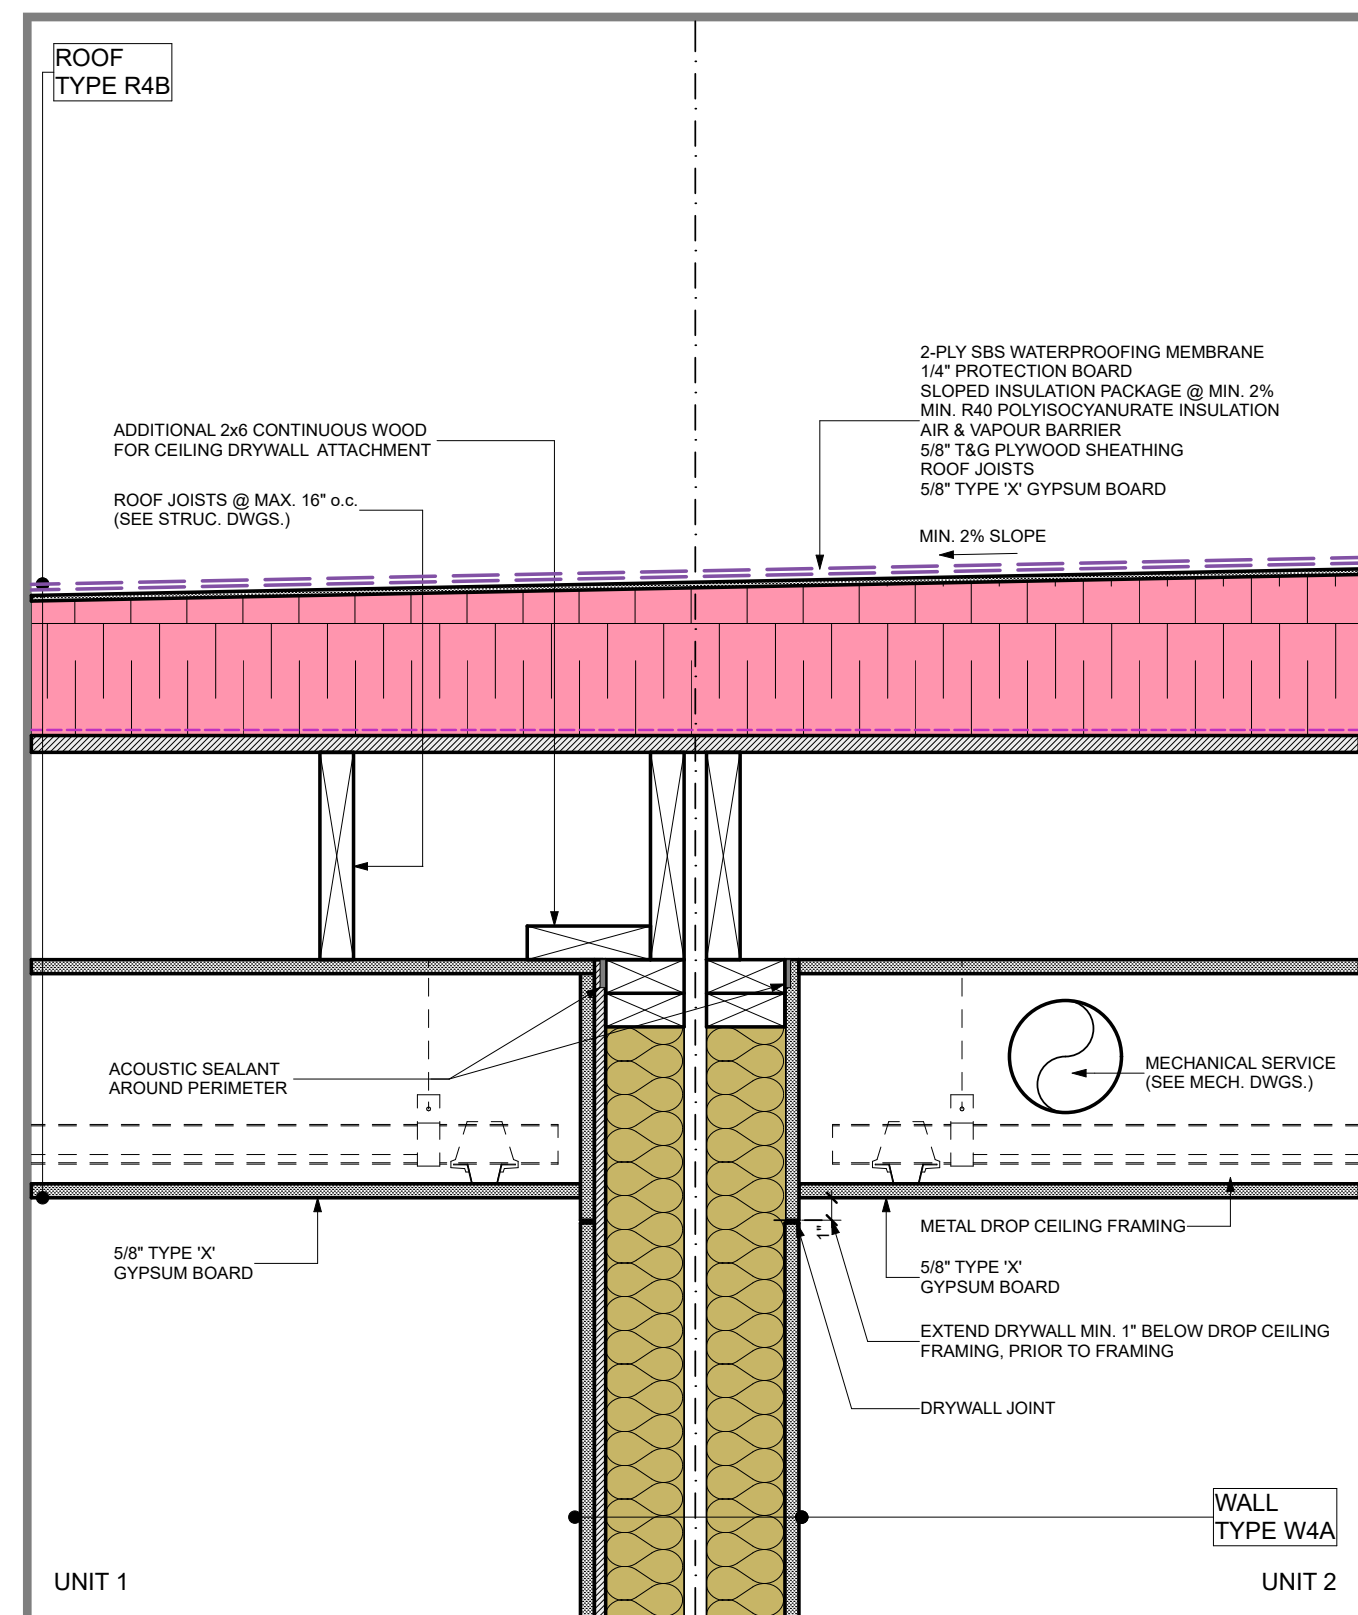 ROOF
TYPE R4B
2-PLY SBS WATERPROOFING MEMBRANE
1/4" PROTECTION BOARD
SLOPED INSULATION PACKAGE @ MIN. 2%
MIN. R40 POLYISOCYANURATE INSULATION
AIR & VAPOUR BARRIER
5/8" T&G PLYWOOD SHEATHING
ROOF JOISTS
5/8" TYPE 'X' GYPSUM BOARD
ADDITIONAL 2x6 CONTINUOUS WOOD
FOR CEILING DRYWALL ATTACHMENT
ROOF JOISTS @ MAX. 16" o.c.
(SEE STRUC. DWGS.)
MIN. 2% SLOPE
ACOUSTIC SEALANT
AROUND PERIMETER
MECHANICAL SERVICE
(SEE MECH. DWGS.)
1"
METAL DROP CEILING FRAMING
5/8" TYPE 'X'
GYPSUM BOARD
5/8" TYPE 'X'
GYPSUM BOARD
EXTEND DRYWALL MIN. 1" BELOW DROP CEILING
FRAMING, PRIOR TO FRAMING
DRYWALL JOINT
WALL
TYPE W4A
UNIT 1
UNIT 2